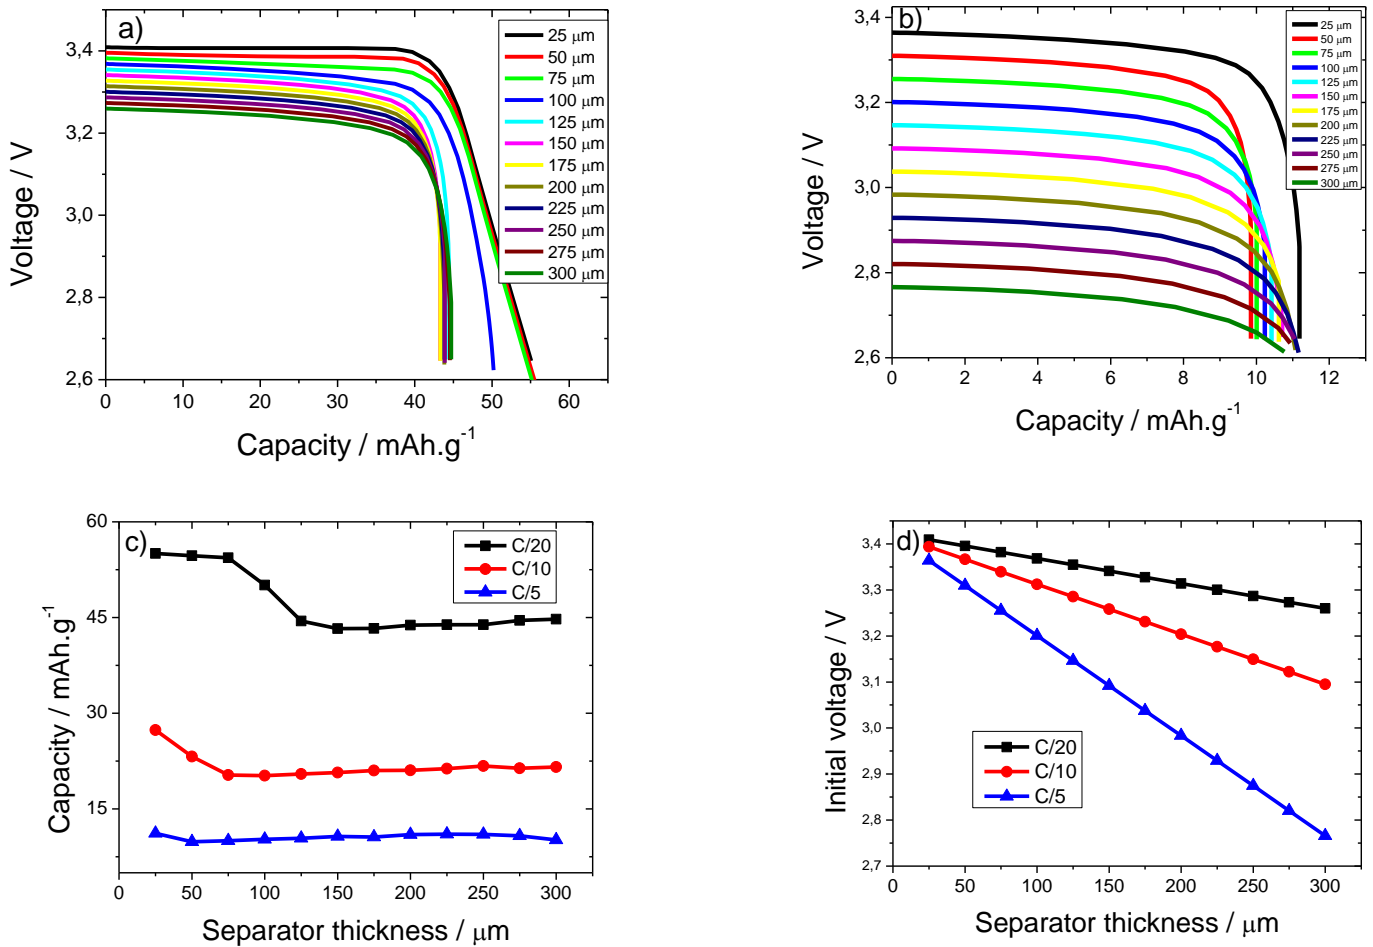 a)
3,4
3,2
3,0
2,8
2,6
Voltage / V
0 10 20 30 40 50 60
Capacity / mAh.g-1
25 μm
50 μm
75 μm
100 μm
125 μm
150 μm
175 μm
200 μm
225 μm
250 μm
275 μm
300 μm
b)
3,4
3,2
3,0
2,8
2,6
Voltage / V
0 2 4 6 8 10 12
Capacity / mAh.g-1
25 μm
50 μm
75 μm
100 μm
125 μm
150 μm
175 μm
200 μm
225 μm
250 μm
275 μm
300 μm
c)
60
45
30
15
Capacity / mAh.g-1
0 50 100 150 200 250 300
Separator thickness / μm
C/20
C/10
C/5
d)
3,4
3,3
3,2
3,1
3,0
2,9
2,8
2,7
Initial voltage / V
0 50 100 150 200 250 300
Separator thickness / μm
C/20
C/10
C/5